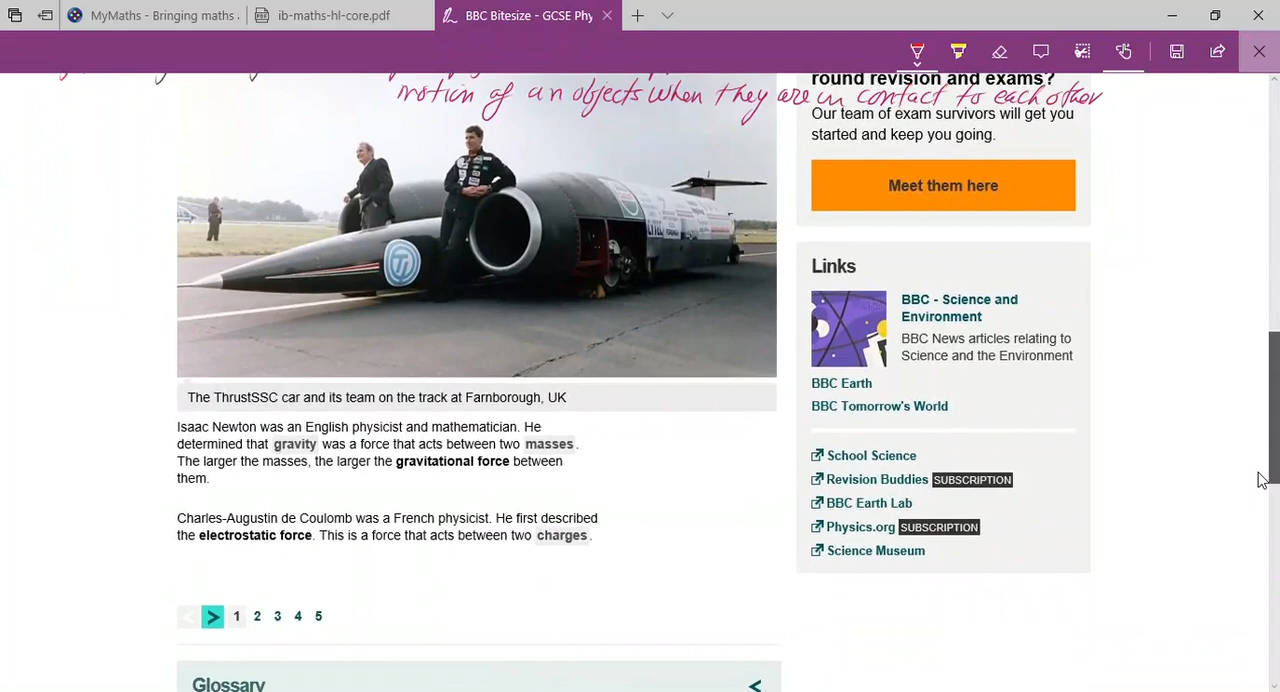 MyMaths - Bringing maths
ib-maths-hl-core.pdf
BBC Bitesize - GCSE Phy
round revision and exams?
motion of an objects when they are in contact to each other
Our team of exam survivors will get you
started and keep you going.
Meet them here
The ThrustSSC car and its team on the track at Farnborough, UK
Isaac Newton was an English physicist and mathematician. He
determined that gravity was a force that acts between two masses.
The larger the masses, the larger the gravitational force between
them.
Charles-Augustin de Coulomb was a French physicist. He first described
the electrostatic force. This is a force that acts between two charges.
< > 1 2 3 4 5
Glossary
Links
BBC - Science and
Environment
BBC News articles relating to
Science and the Environment
BBC Earth
BBC Tomorrow's World
School Science
Revision Buddies SUBSCRIPTION
BBC Earth Lab
Physics.org SUBSCRIPTION
Science Museum